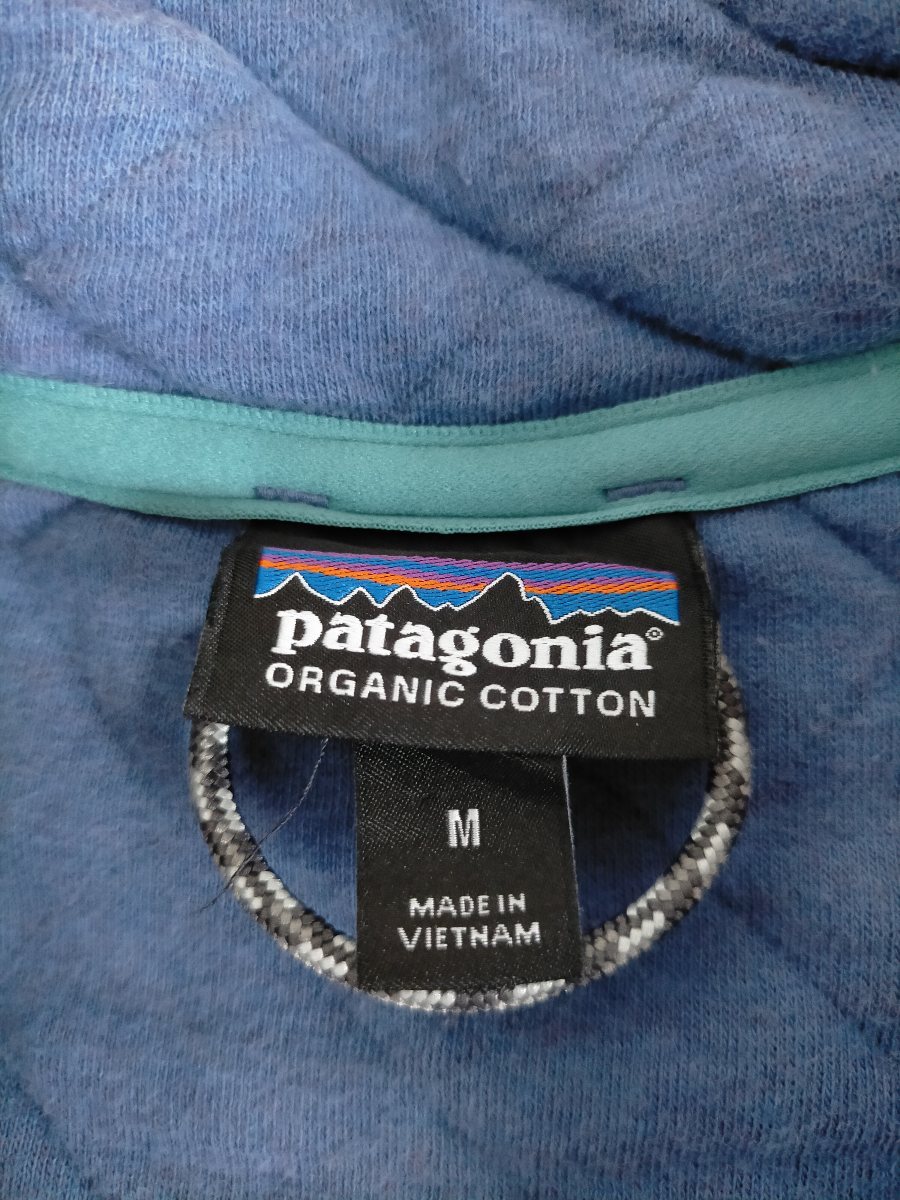 patagonia®
ORGANIC COTTON
M
MADE IN
VIETNAM